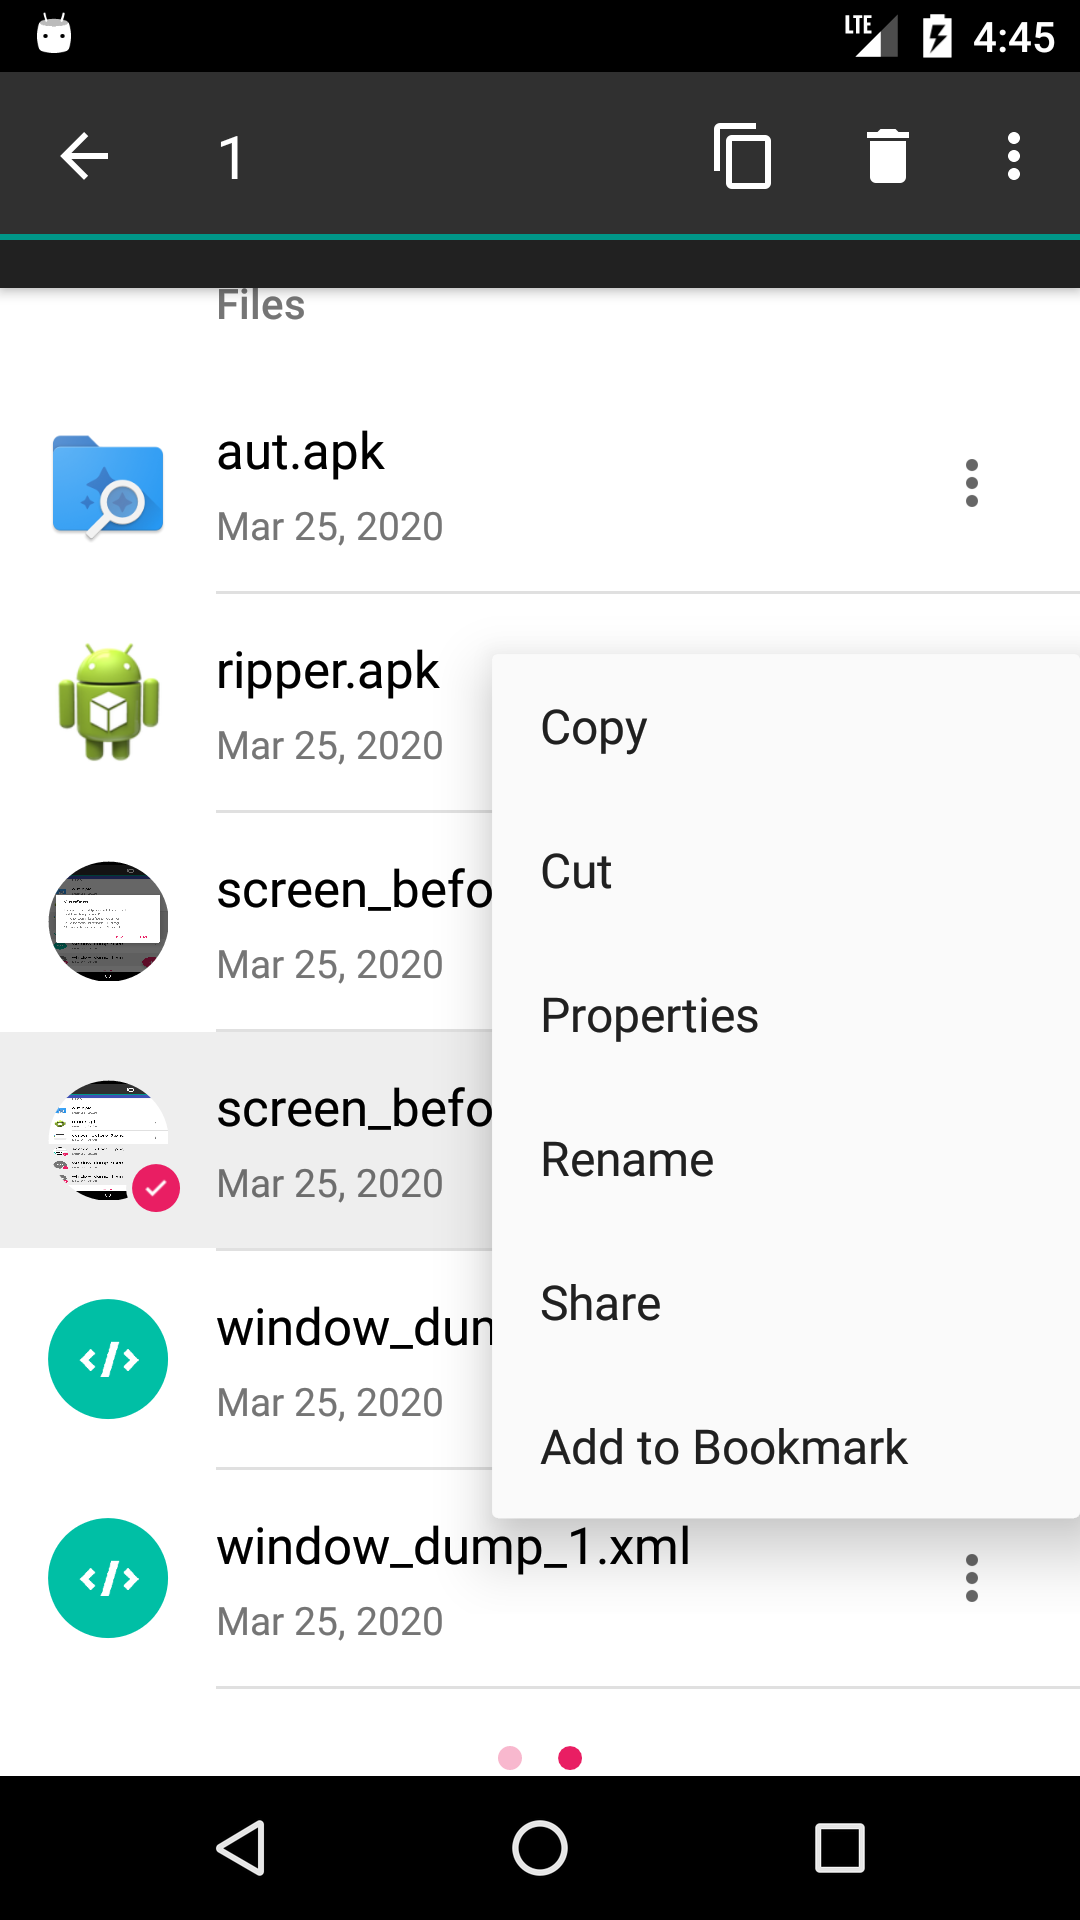 LTE 4:45
1
Files
aut.apk
Mar 25, 2020
ripper.apk
Mar 25, 2020
screen_befo
Mar 25, 2020
screen_befo
Mar 25, 2020
window_dum
Mar 25, 2020
window_dump_1.xml
Mar 25, 2020
Copy
Cut
Properties
Rename
Share
Add to Bookmark